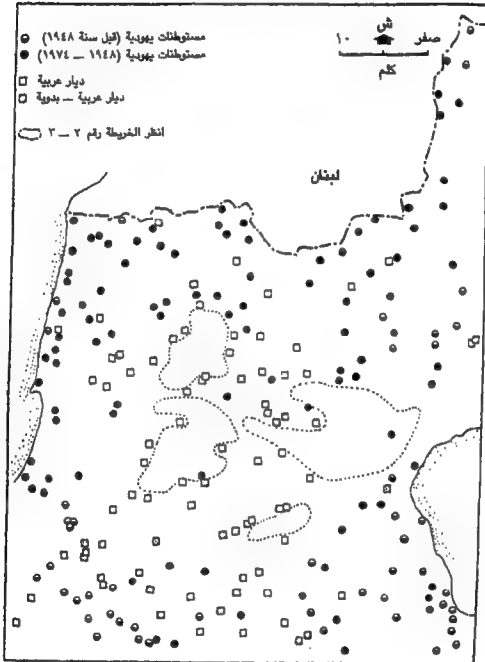 مستوطنات يهودية (قبل سنة ١٩٤٨)
مستوطنات يهودية (١٩٤٨ — ١٩٧٤)
ديار عربية
ديار عربية — بدوية
انظر الخريطة رقم ٢ — ٣
ش
صفر ١٠
كلم
لبنان